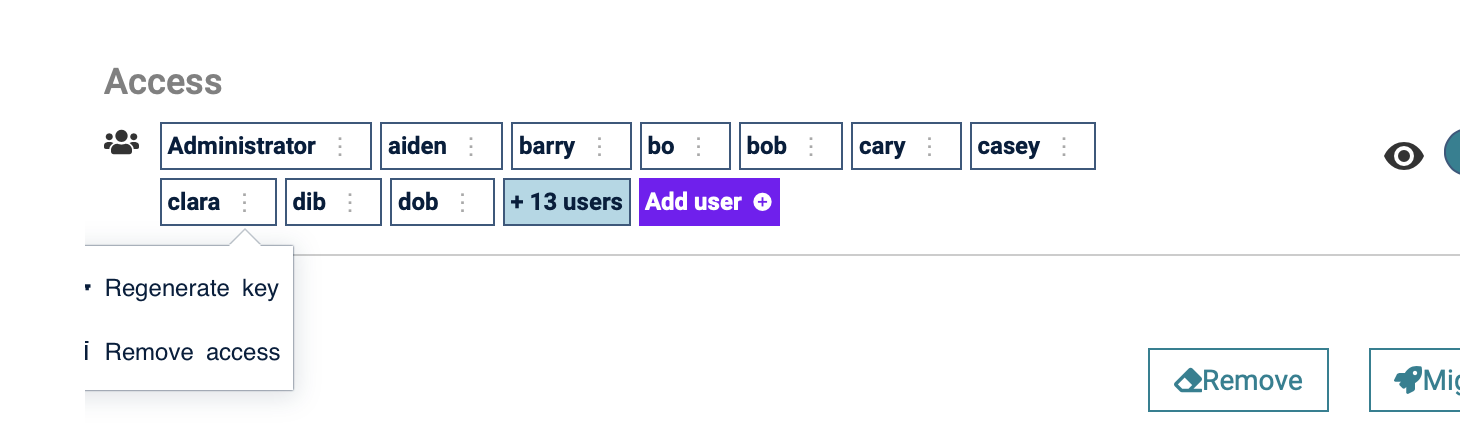 Access
Administrator aiden barry bo bob cary casey
clara dib dob + 13 users Add user
Regenerate key
Remove access
Remove